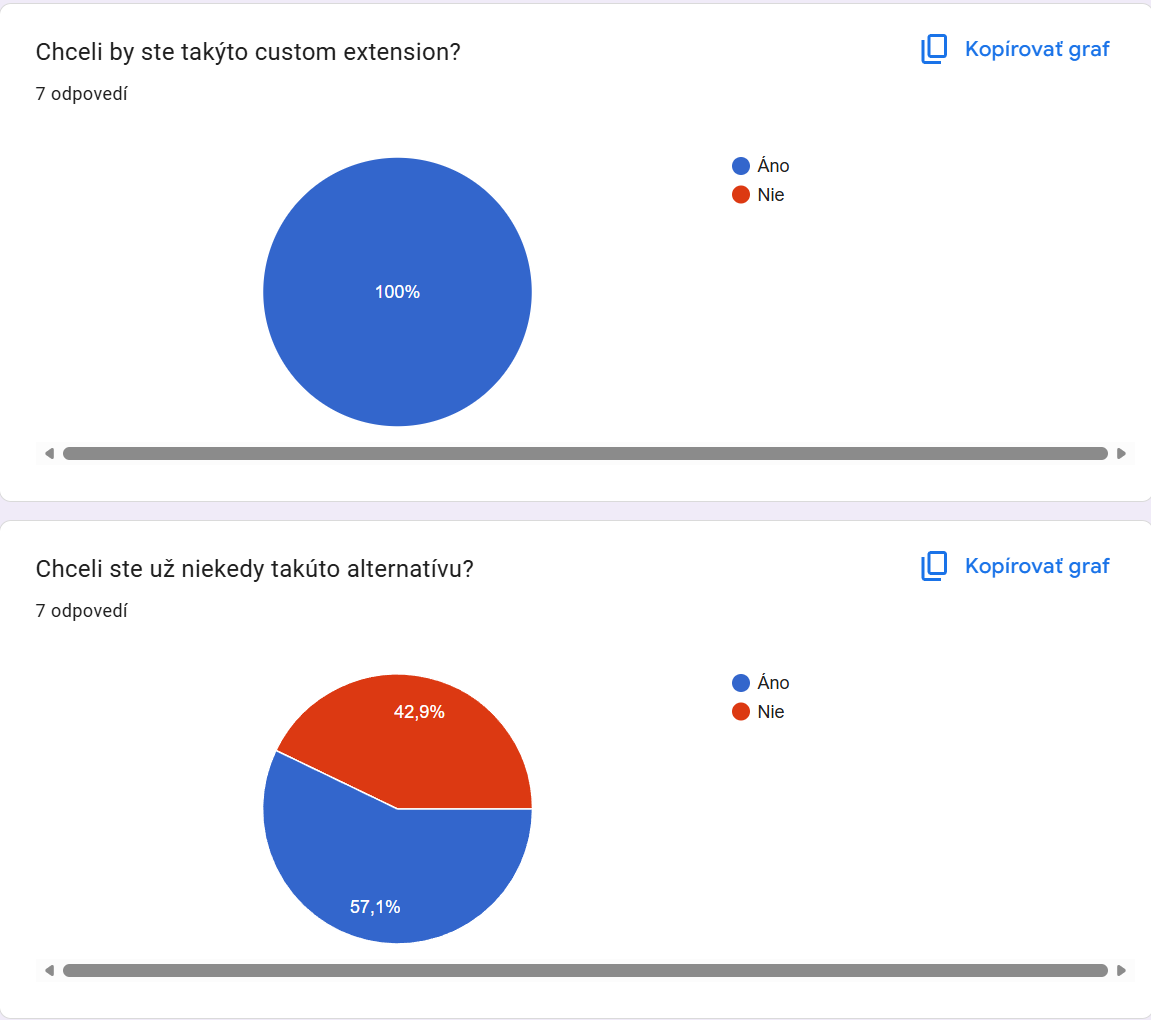 Chceli by ste takýto custom extension?
Kopírovať graf
7 odpovedí
Áno
Nie
100%
Chceli ste už niekedy takúto alternatívu?
Kopírovať graf
7 odpovedí
Áno
Nie
42,9%
57,1%